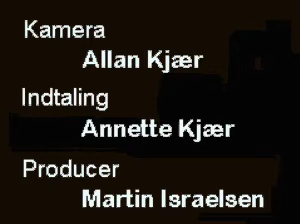 Kamera
Allan Kjær
Indtaling
Annette Kjær
Producer
Martin Israelsen